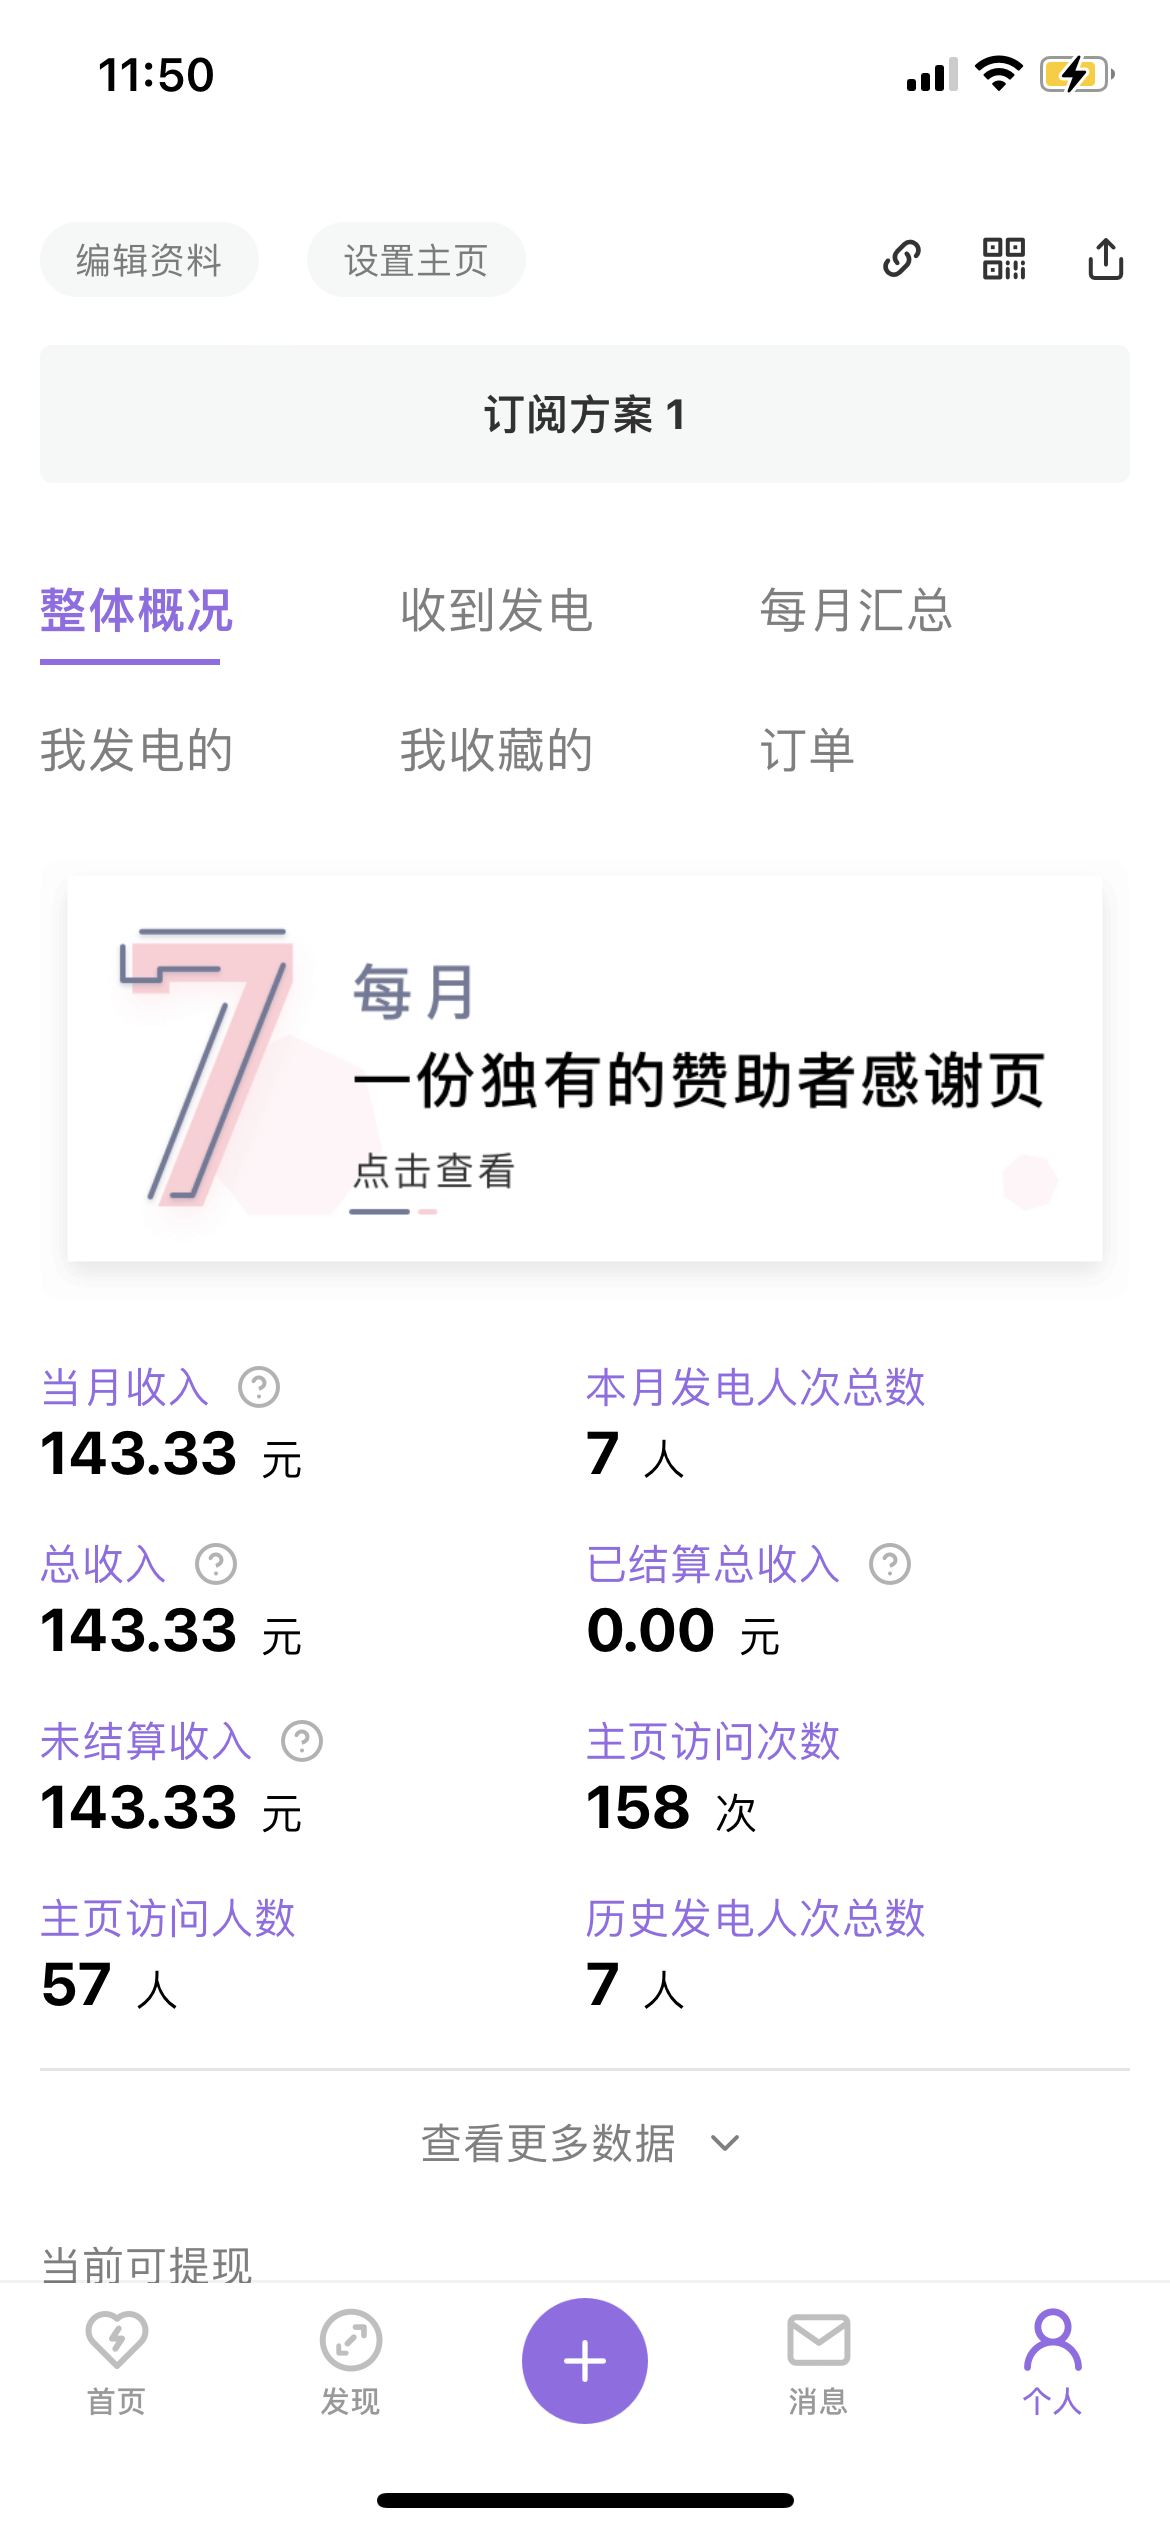 11:50
编辑资料 设置主页
订阅方案 1
整体概况 收到发电 每月汇总
我发电的 我收藏的 订单
7
每月
一份独有的赞助者感谢页
点击查看
当月收入 本月发电人次总数
143.33 元 7 人
总收入 已结算总收入
143.33 元 0.00 元
未结算收入 主页访问次数
143.33 元 158 次
主页访问人数 历史发电人次总数
57 人 7 人
查看更多数据
当前可提现
首页 发现 消息 个人